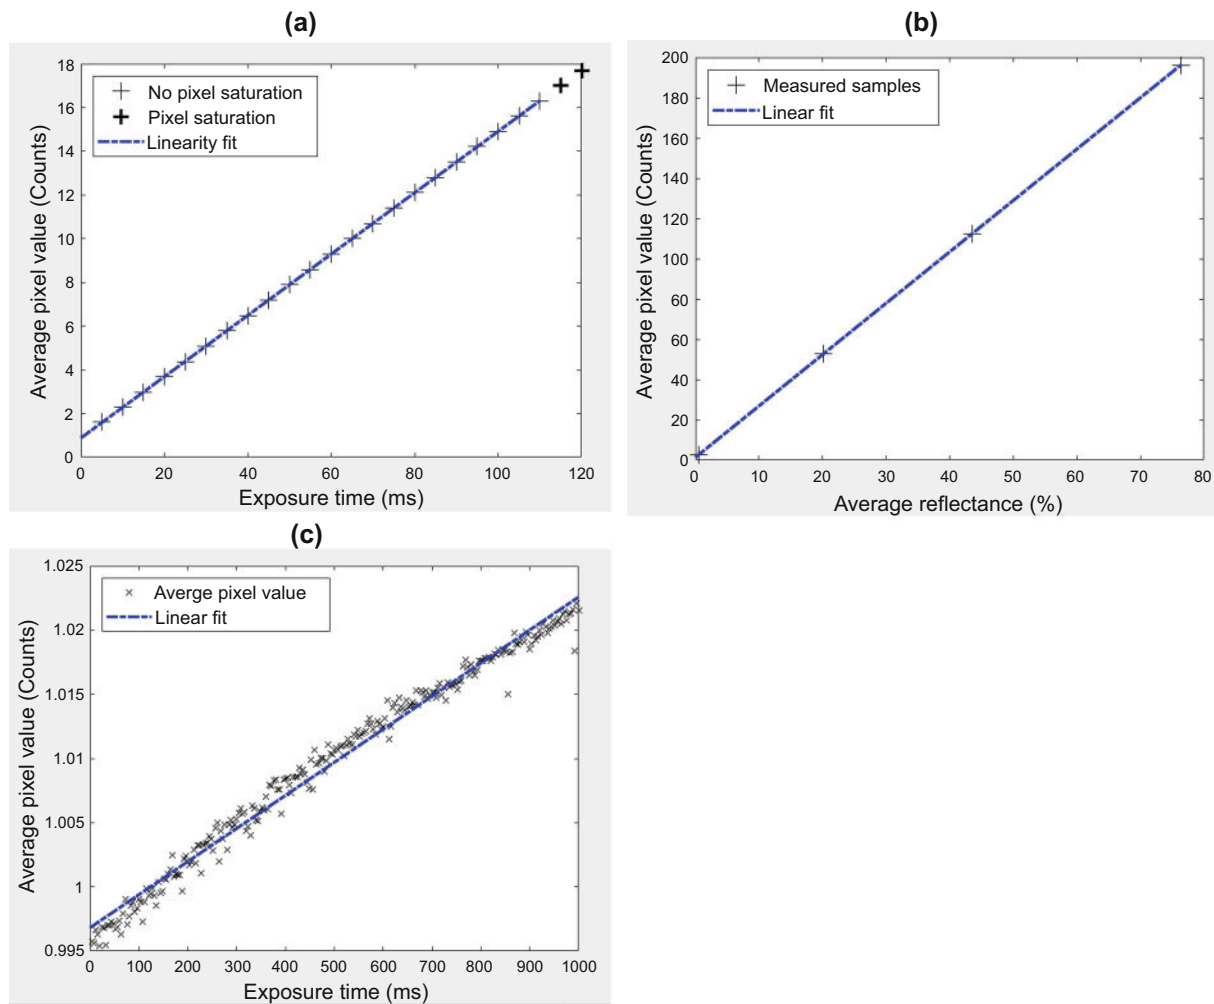 (a)
18
16
14
12
10
8
6
4
2
0
No pixel saturation
Pixel saturation
Linearity fit
Average pixel value (Counts)
0 20 40 60 80 100 120
Exposure time (ms)
(b)
200
180
160
140
120
100
60
60
40
20
0
Measured samples
Linear fit
Average pixel value (Counts)
0 10 20 30 40 50 60 70 80
Average reflectance (%)
(c)
1.025
1.02
1.015
1.01
1.005
1
0.995
Averge pixel value
Linear fit
Average pixel value (Counts)
0 100 200 300 400 500 600 700 800 900 1000
Exposure time (ms)